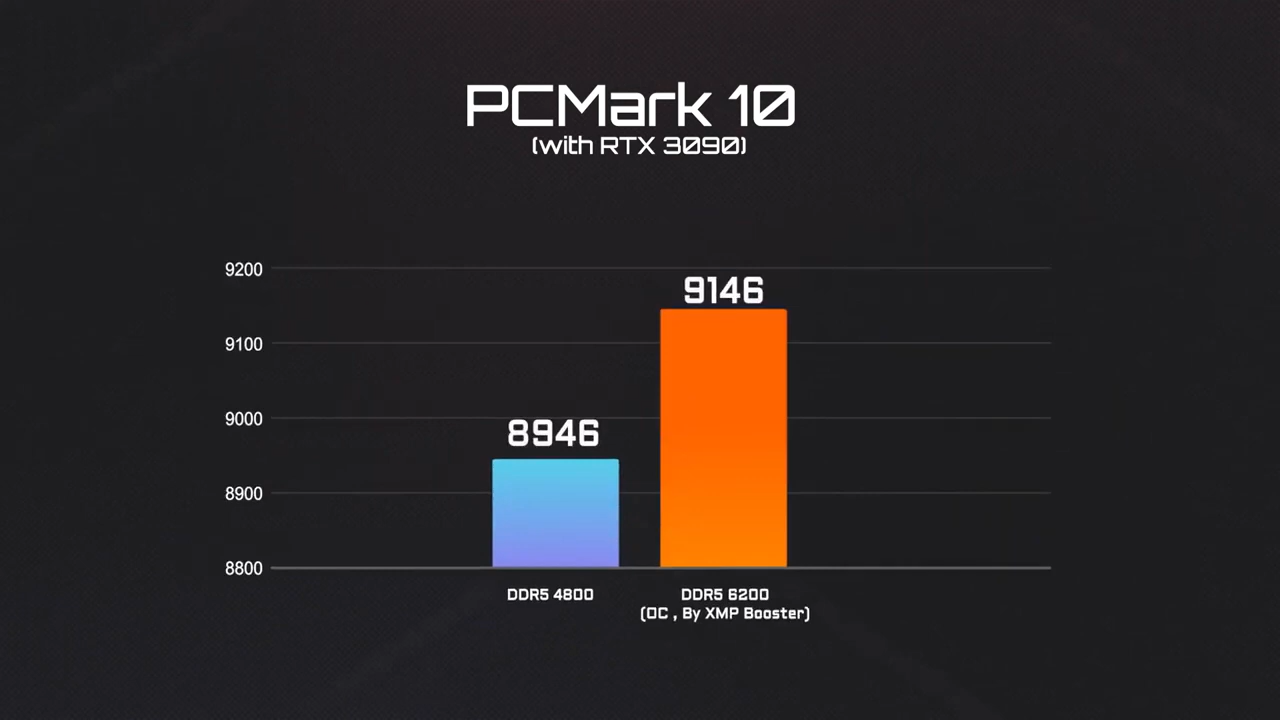 PCMark 10
(with RTX 3090)
9200
9146
9100
9000
8946
8900
8800
DDR5 4800
DDR5 6200
(OC , By XMP Booster)